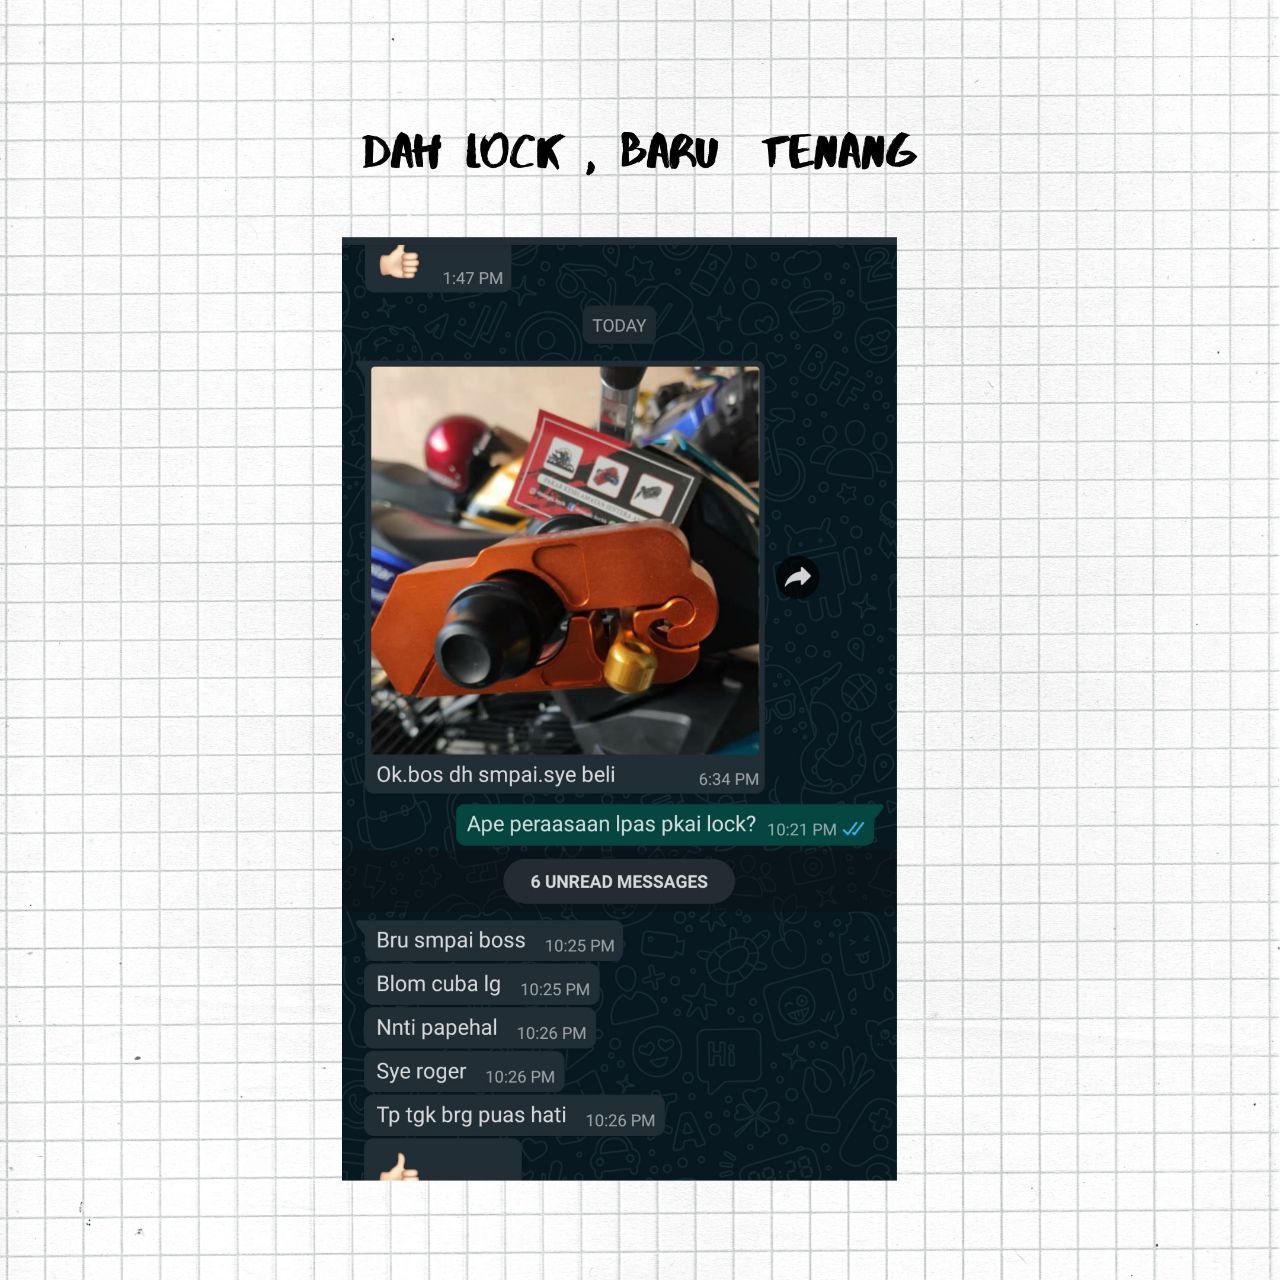 DAH LOCK , BARU TENANG
1:47 PM
TODAY
PAKAR KESELAMATAN
Ok.bos dh smpai.sye beli 6:34 PM
Ape peraasaan lpas pkai lock? 10:21 PM
6 UNREAD MESSAGES
Bru smpai boss 10:25 PM
Blom cuba lg 10:25 PM
Nnti papehal 10:26 PM
Sye roger 10:26 PM
Tp tgk brg puas hati 10:26 PM